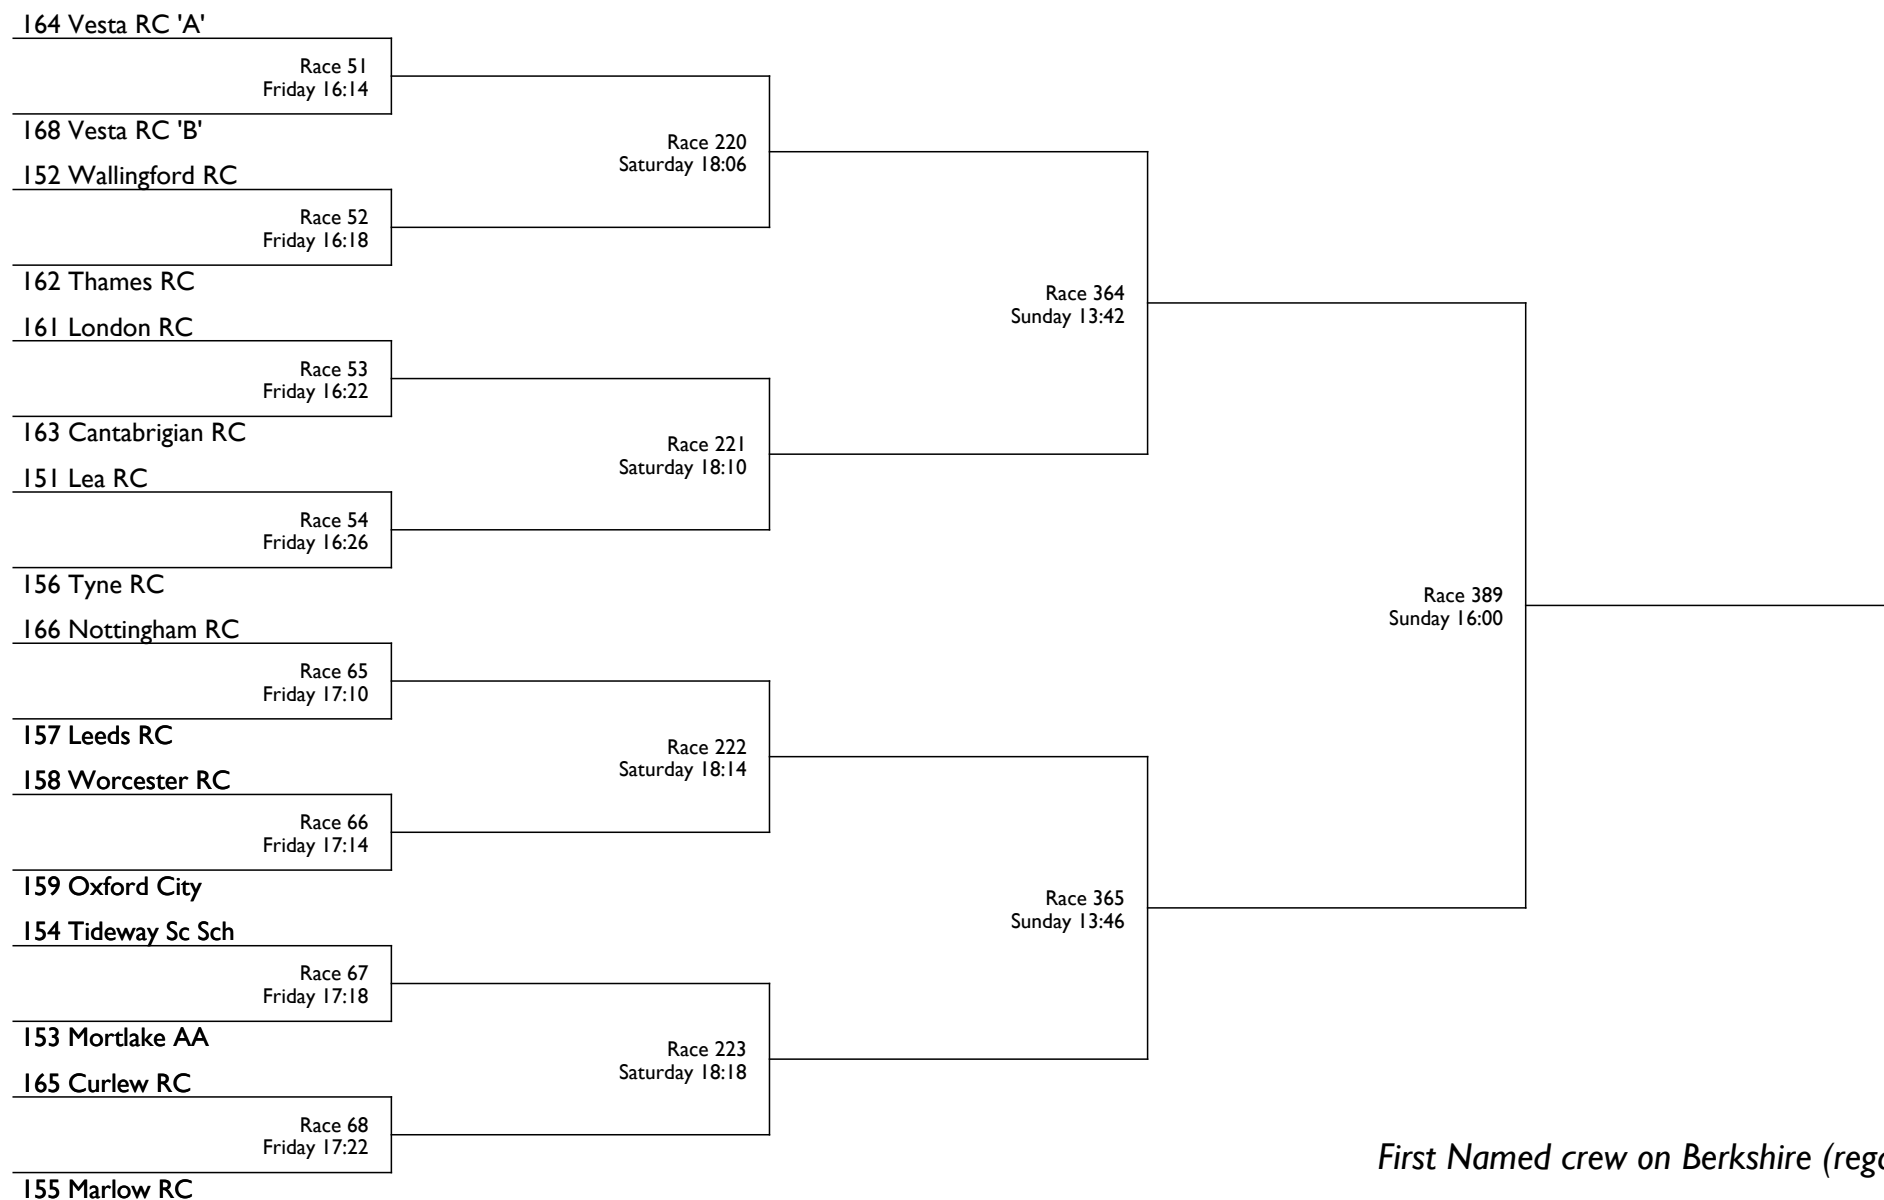 164 Vesta RC 'A'
Race 51
Friday 16:14
168 Vesta RC 'B'
Race 220
Saturday 18:06
152 Wallingford RC
Race 52
Friday 16:18
162 Thames RC
Race 364
Sunday 13:42
161 London RC
Race 53
Friday 16:22
163 Cantabrigian RC
Race 221
Saturday 18:10
151 Lea RC
Race 54
Friday 16:26
156 Tyne RC
Race 389
Sunday 16:00
166 Nottingham RC
Race 65
Friday 17:10
157 Leeds RC
Race 222
Saturday 18:14
158 Worcester RC
Race 66
Friday 17:14
159 Oxford City
Race 365
Sunday 13:46
154 Tideway Sc Sch
Race 67
Friday 17:18
153 Mortlake AA
Race 223
Saturday 18:18
165 Curlew RC
Race 68
Friday 17:22
155 Marlow RC
First Named crew on Berkshire